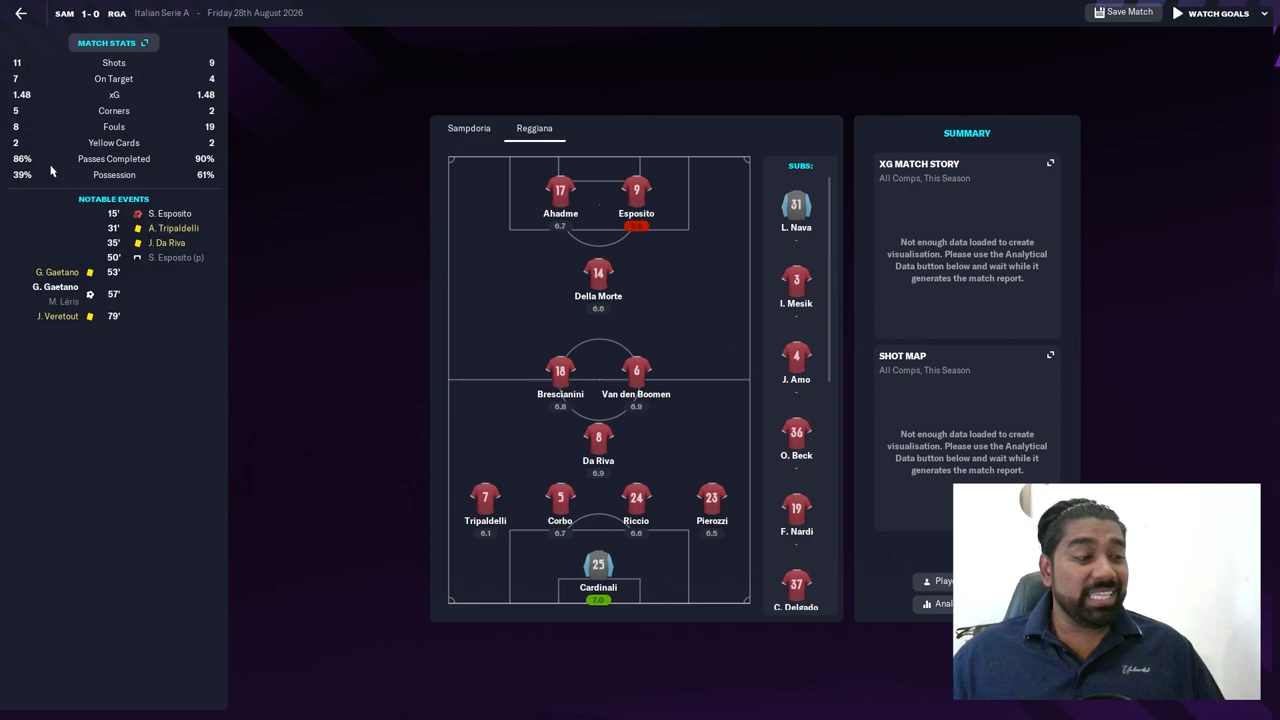 SAM 1 - 0 RGA Italian Serie A - Friday 28th August 2026
Save Match
WATCH GOALS
MATCH STATS
11 Shots 9
7 On Target 4
1.48 xG 1.48
5 Corners 2
8 Fouls 19
2 Yellow Cards 2
86% Passes Completed 90%
39% Possession 61%
NOTABLE EVENTS
15' S. Esposito
31' A. Tripaldelli
35' J. Da Riva
50' S. Esposito (p)
G. Gaetano 53'
G. Gaetano
M. Léris
57'
J. Veretout 79'
Sampdoria Reggiana
17 9
Ahadme Esposito
6.7
14
Della Morte
6.6
18 6
Brescianini Van den Boomen
6.8 6.9
8
Da Riva
6.9
7 5 24 23
Tripaldelli Corbo Riccio Pierozzi
6.1 6.7 6.6 6.5
25
Cardinali
7.0
SUBS:
31
L. Nava
-
3
I. Mesik
-
4
J. Amo
-
36
O. Beck
-
19
F. Nardi
-
37
C. Delgado
SUMMARY
XG MATCH STORY
All Comps, This Season
Not enough data loaded to create
visualisation. Please use the Analytical
Data button below and wait while it
generates the match report.
SHOT MAP
All Comps, This Season
Not enough data loaded to create
visualisation. Please use the Analytical
Data button below and wait while it
generates the match report.
Playe
Anal